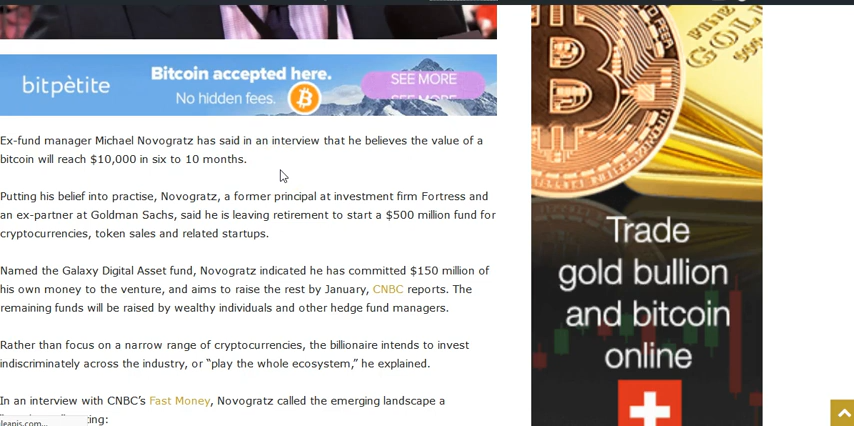 bitpètite
Bitcoin accepted here.
No hidden fees.
SEE MORE
SEE MORE
Ex-fund manager Michael Novogratz has said in an interview that he believes the value of a
bitcoin will reach $10,000 in six to 10 months.
Putting his belief into practise, Novogratz, a former principal at investment firm Fortress and
an ex-partner at Goldman Sachs, said he is leaving retirement to start a $500 million fund for
cryptocurrencies, token sales and related startups.
Named the Galaxy Digital Asset fund, Novogratz indicated he has committed $150 million of
his own money to the venture, and aims to raise the rest by January, CNBC reports. The
remaining funds will be raised by wealthy individuals and other hedge fund managers.
Rather than focus on a narrow range of cryptocurrencies, the billionaire intends to invest
indiscriminately across the industry, or “play the whole ecosystem,” he explained.
In an interview with CNBC’s Fast Money, Novogratz called the emerging landscape a
FINE
GOLD
999
Trade
gold bullion
and bitcoin
online